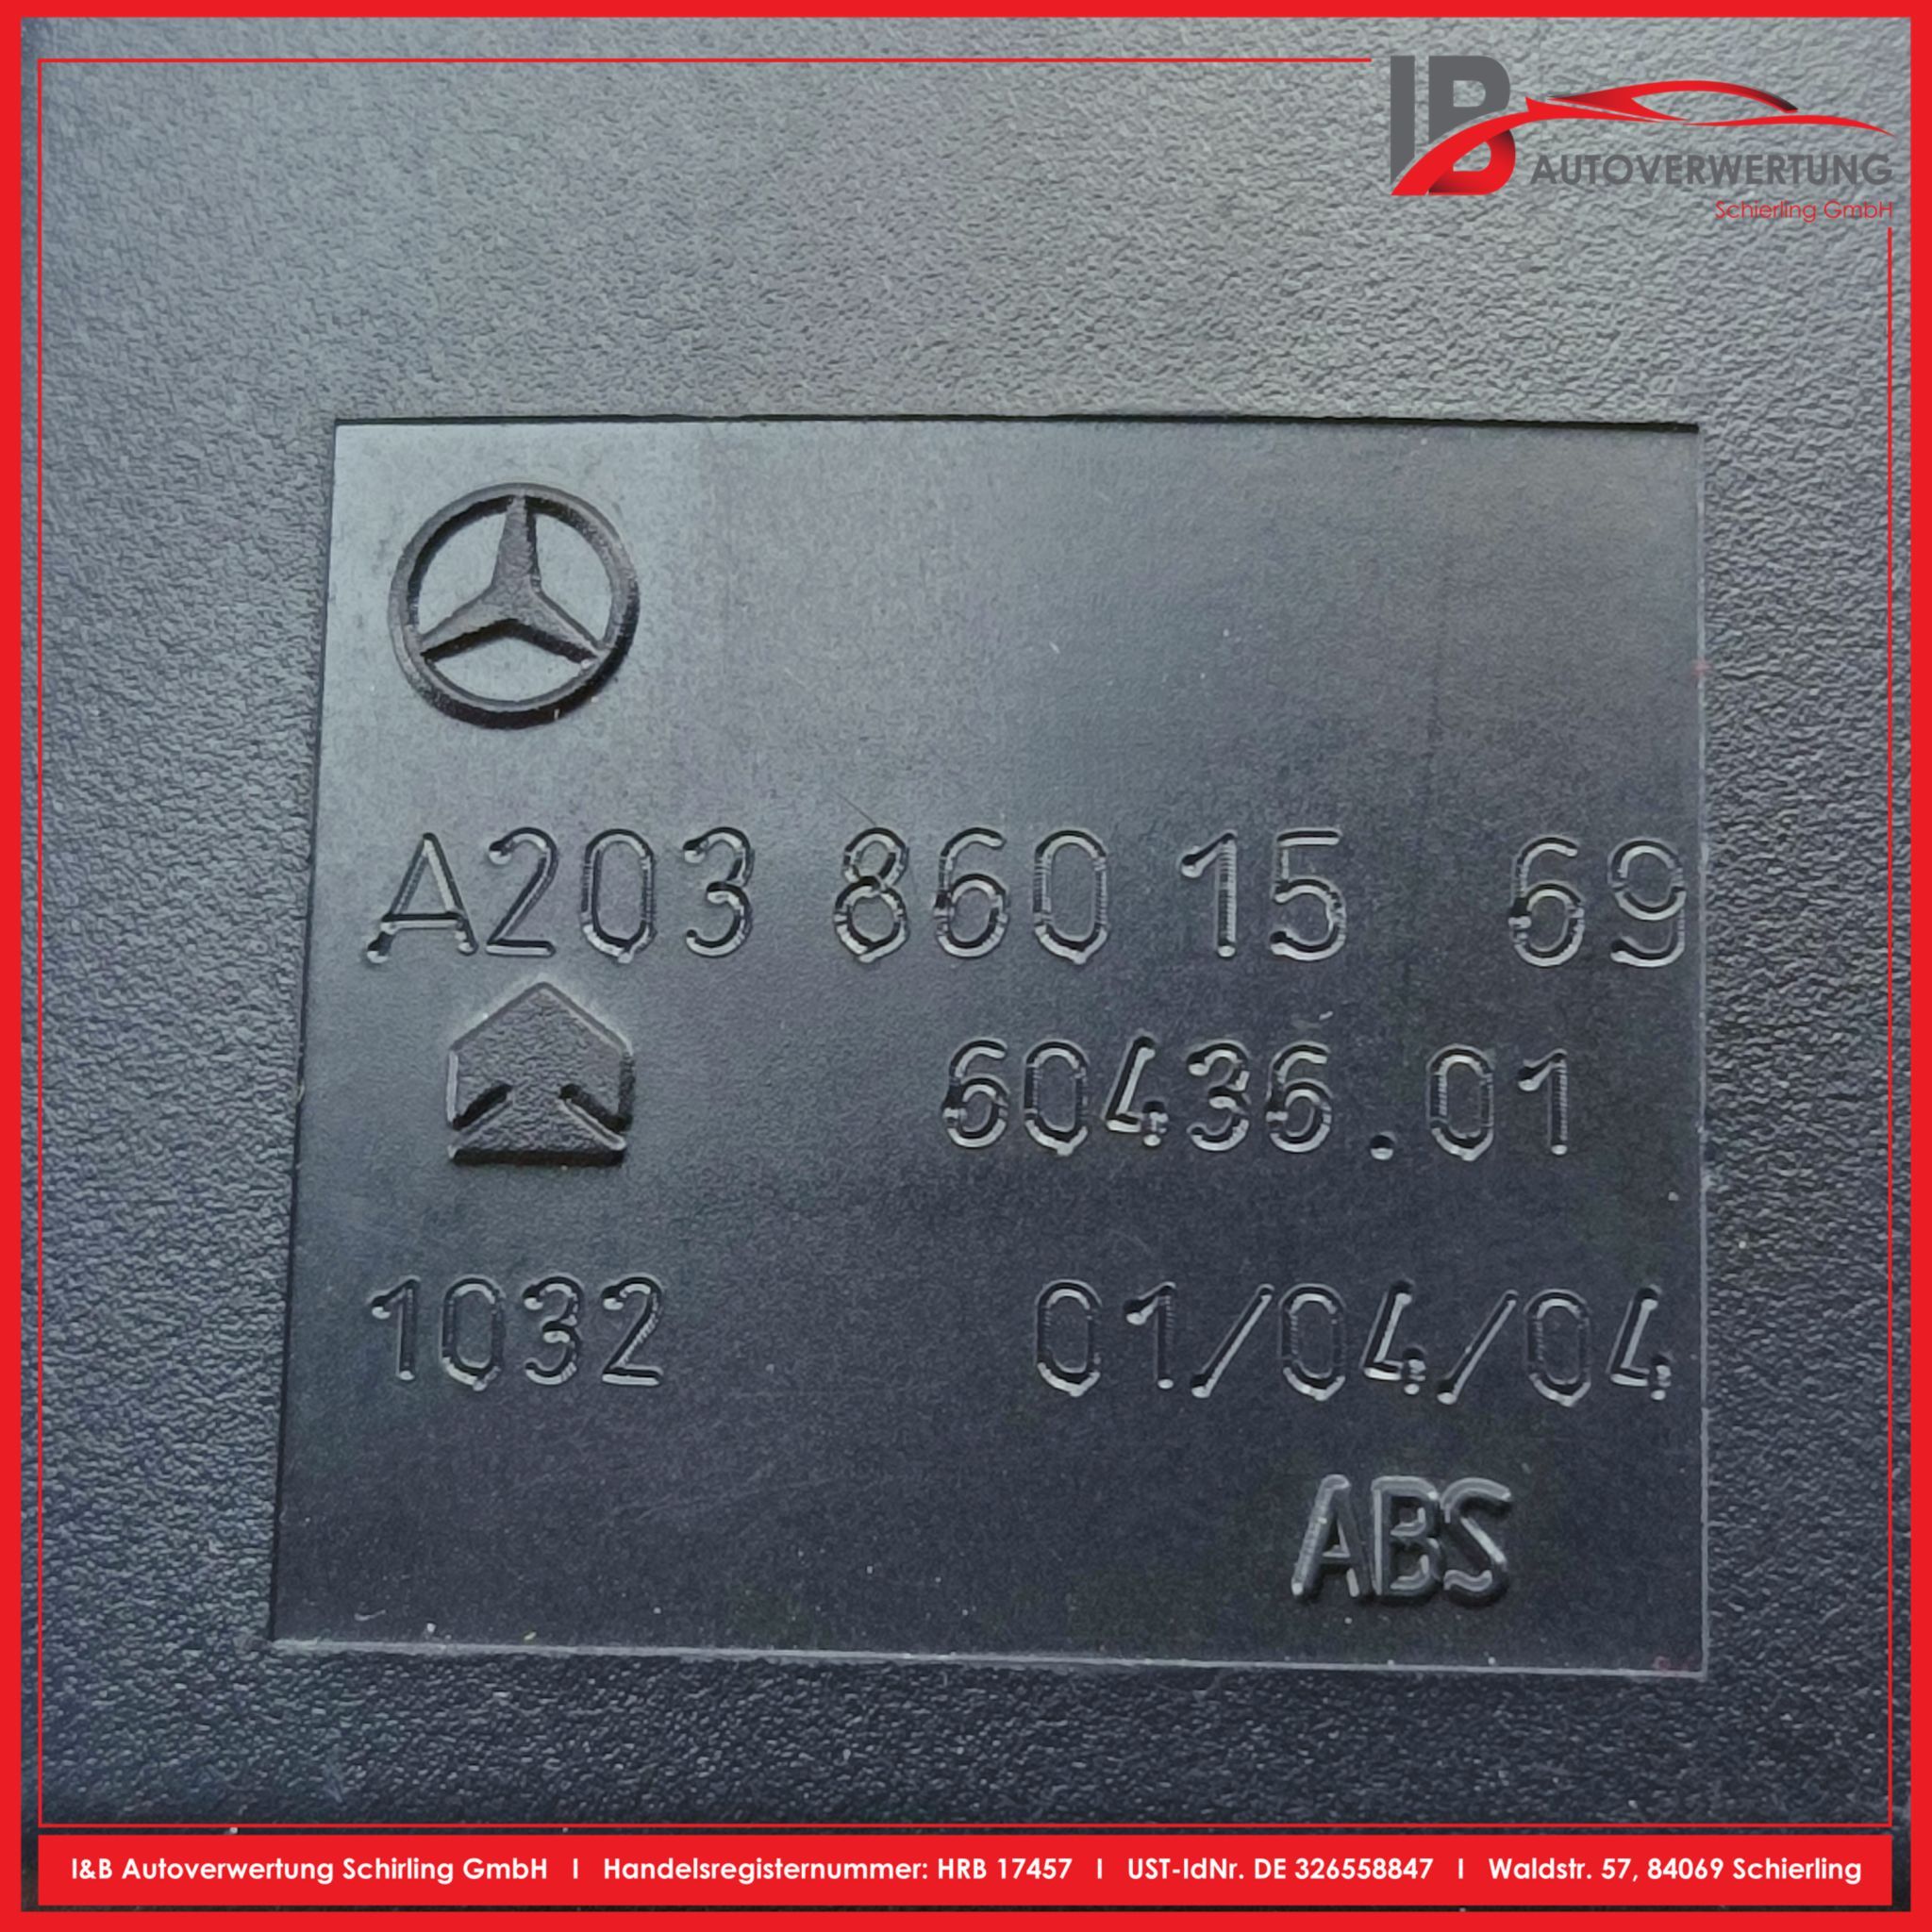 IB
AUTOVERWERTUNG
Schierling GmbH
A203 860 15 69
60436.01
1032 01/04/04
ABS
I&B Autoverwertung Schirling GmbH I Handelsregisternummer: HRB 17457 I UST-IdNr. DE 326558847 I Waldstr. 57, 84069 Schierling